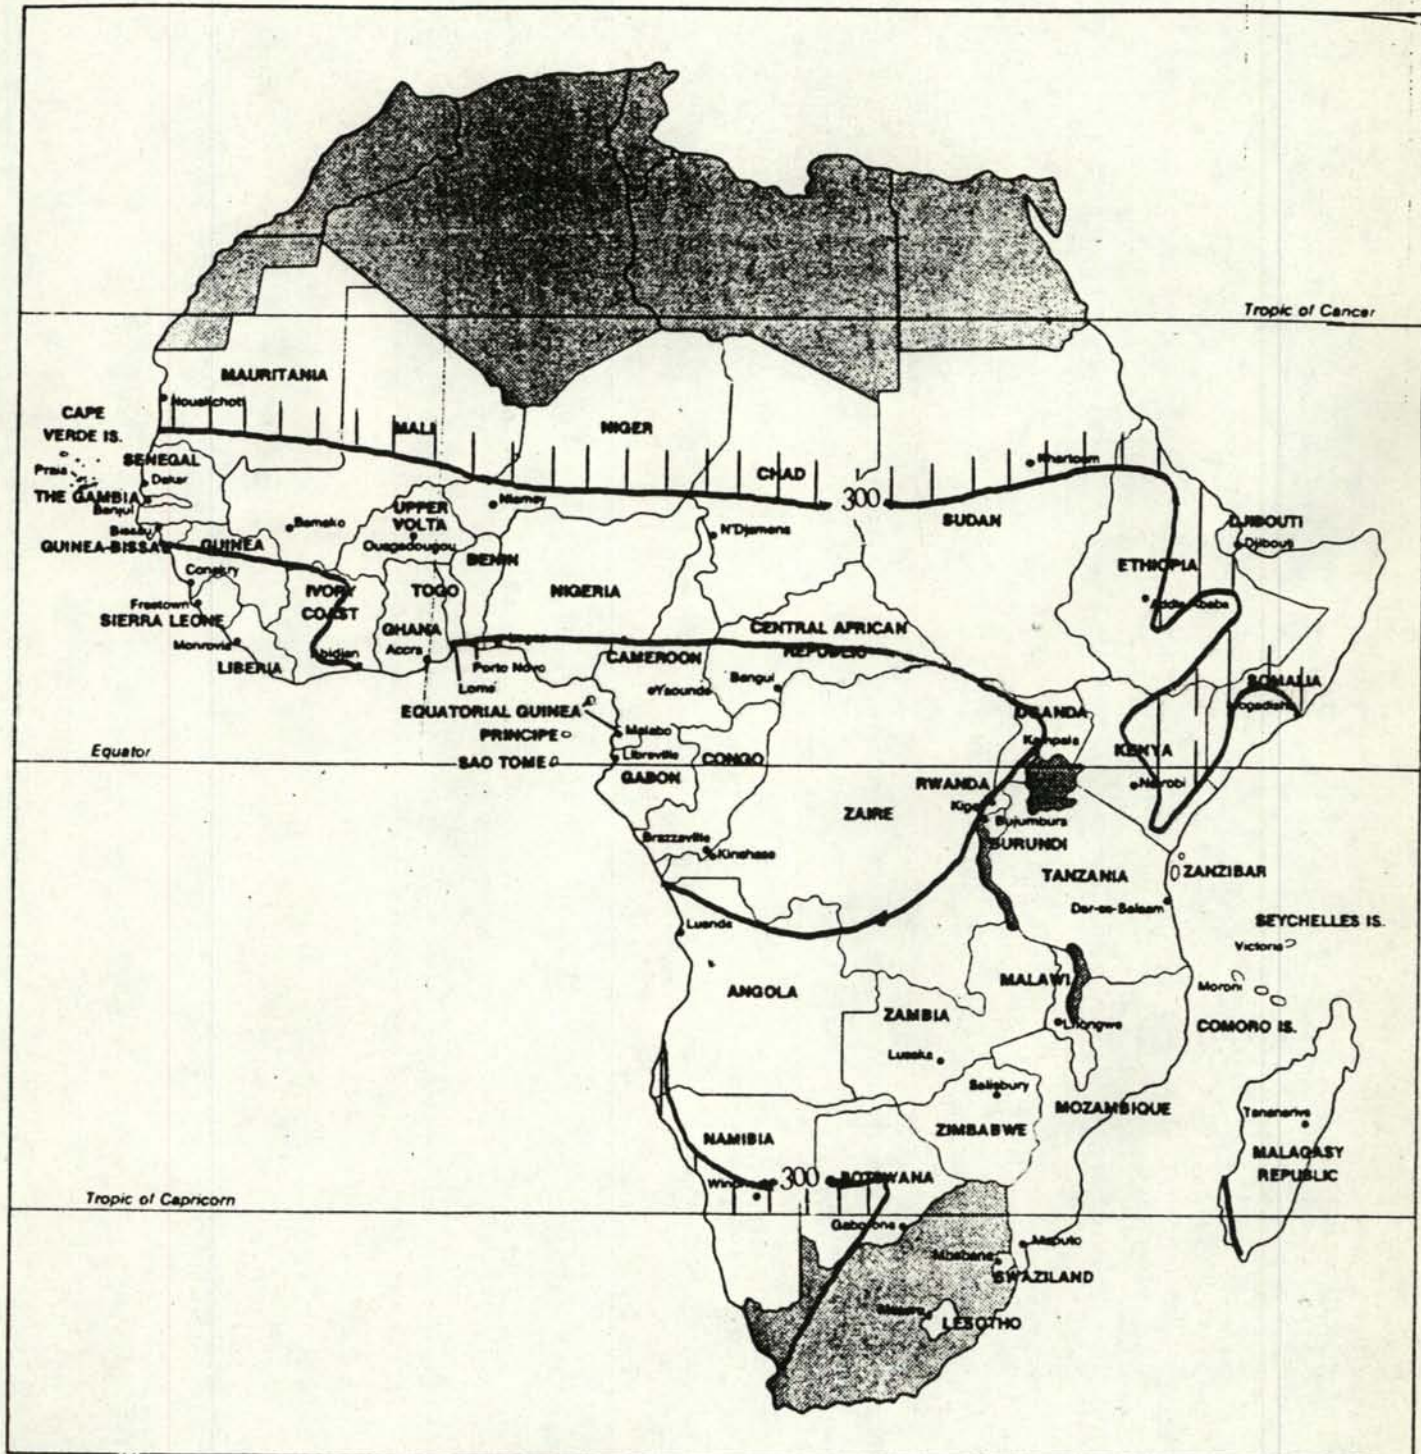 Tropic of Cancer
MAURITANIA
Nouakchott
CAPE
VERDE IS.
MALI
NIGER
Praia
SENEGAL
Dakar
CHAD
Khartoum
THE GAMBIA
Banjul
UPPER
VOLTA
Niamey
300
SUDAN
Bissau
Bamako
N'Djamena
DJIBOUTI
Djibouti
GUINEA-BISSAU
GUINEA
Ouagadougou
BENIN
ETHIOPIA
Conakry
IVORY
COAST
TOGO
NIGERIA
Addis Ababa
Freetown
SIERRA LEONE
GHANA
Accra
Lagos
CENTRAL AFRICAN
REPUBLIC
Monrovia
LIBERIA
Abidjan
Porto Novo
CAMEROON
Lome
Yaounde
Bangui
SOMALIA
Mogadishu
EQUATORIAL GUINEA
UGANDA
Kampala
PRINCIPE
Malabo
KENYA
Equator
SAO TOME
Libreville
CONGO
GABON
RWANDA
Nairobi
ZAIRE
Bujumbura
BURUNDI
Brazzaville
Kinshasa
TANZANIA
ZANZIBAR
Dar-es-Salaam
Luanda
SEYCHELLES IS.
Victoria
MALAWI
ANGOLA
Moroni
ZAMBIA
Lilongwe
COMORO IS.
Lusaka
Salisbury
MOZAMBIQUE
Tananarive
NAMIBIA
ZIMBABWE
MALAGASY
REPUBLIC
300
BOTSWANA
Tropic of Capricorn
Gaborone
Maputo
Mbabane
SWAZILAND
Maseru
LESOTHO